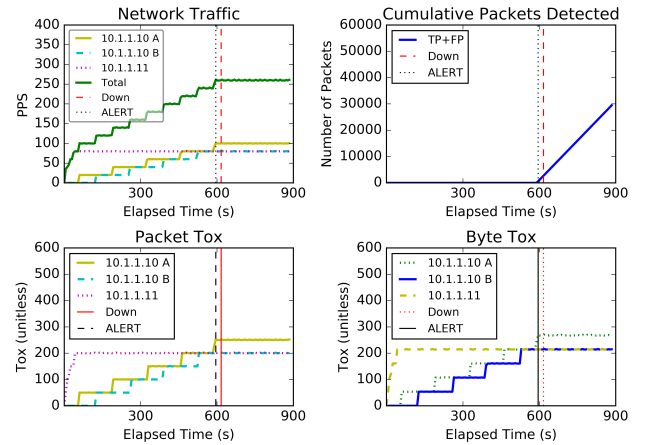 Network Traffic
400
350
300
250
200
150
100
50
0
PPS
10.1.1.10 A
10.1.1.10 B
10.1.1.11
Total
Down
ALERT
300
600
900
Elapsed Time (s)
Cumulative Packets Detected
60000
50000
40000
30000
20000
10000
0
Number of Packets
TP+FP
Down
ALERT
300
600
900
Elapsed Time (s)
Packet Tox
600
500
400
300
200
100
0
Tox (unitless)
10.1.1.10 A
10.1.1.10 B
10.1.1.11
Down
ALERT
300
600
900
Elapsed Time (s)
Byte Tox
600
500
400
300
200
100
0
Tox (unitless)
10.1.1.10 A
10.1.1.10 B
10.1.1.11
Down
ALERT
300
600
900
Elapsed Time (s)